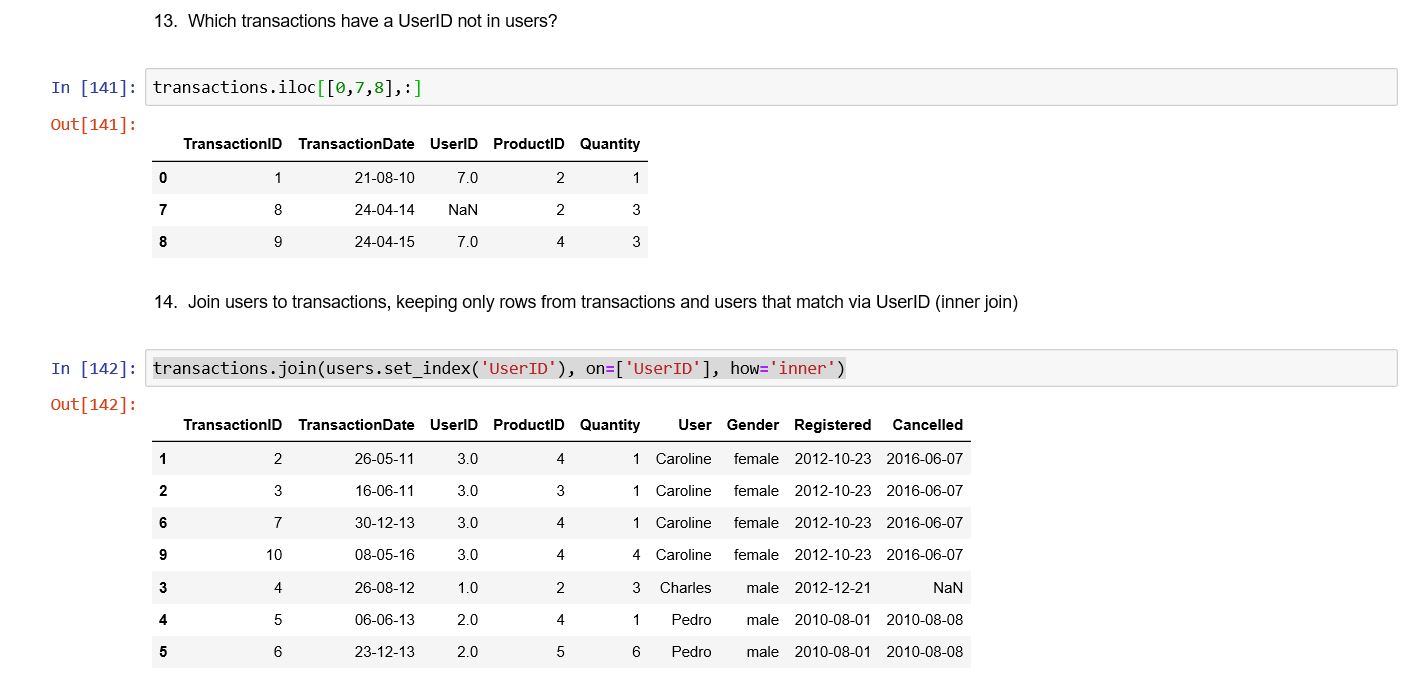 13. Which transactions have a UserID not in users?
In [141]: transactions.iloc[[0,7,8],:]
Out[141]:
TransactionID TransactionDate UserID ProductID Quantity
0 1 21-08-10 7.0 2 1
7 8 24-04-14 NaN 2 3
8 9 24-04-15 7.0 4 3
14. Join users to transactions, keeping only rows from transactions and users that match via UserID (inner join)
In [142]: transactions.join(users.set_index('UserID'), on=['UserID'], how='inner')
Out[142]:
TransactionID TransactionDate UserID ProductID Quantity User Gender Registered Cancelled
1 2 26-05-11 3.0 4 1 Caroline female 2012-10-23 2016-06-07
2 3 16-06-11 3.0 3 1 Caroline female 2012-10-23 2016-06-07
6 7 30-12-13 3.0 4 1 Caroline female 2012-10-23 2016-06-07
9 10 08-05-16 3.0 4 4 Caroline female 2012-10-23 2016-06-07
3 4 26-08-12 1.0 2 3 Charles male 2012-12-21 NaN
4 5 06-06-13 2.0 4 1 Pedro male 2010-08-01 2010-08-08
5 6 23-12-13 2.0 5 6 Pedro male 2010-08-01 2010-08-08